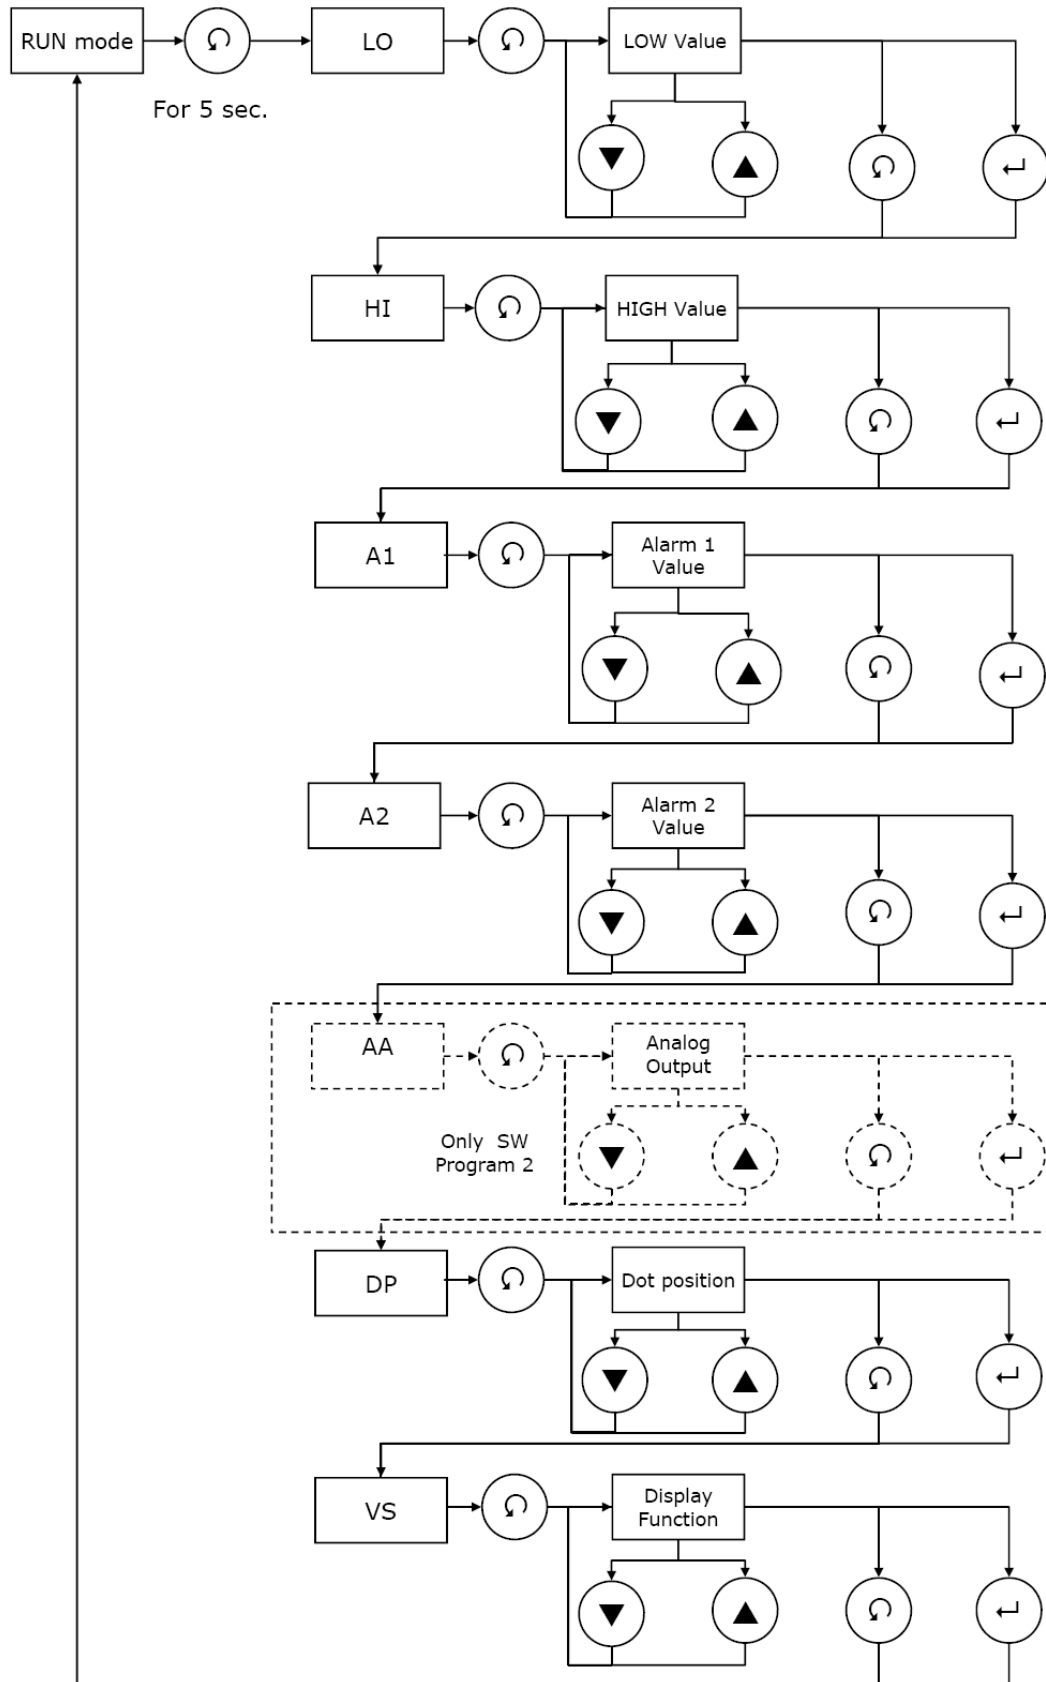 RUN mode
LO
LOW Value
For 5 sec.
HI
HIGH Value
A1
Alarm 1
Value
A2
Alarm 2
Value
AA
Analog
Output
Only SW
Program 2
DP
Dot position
VS
Display
Function